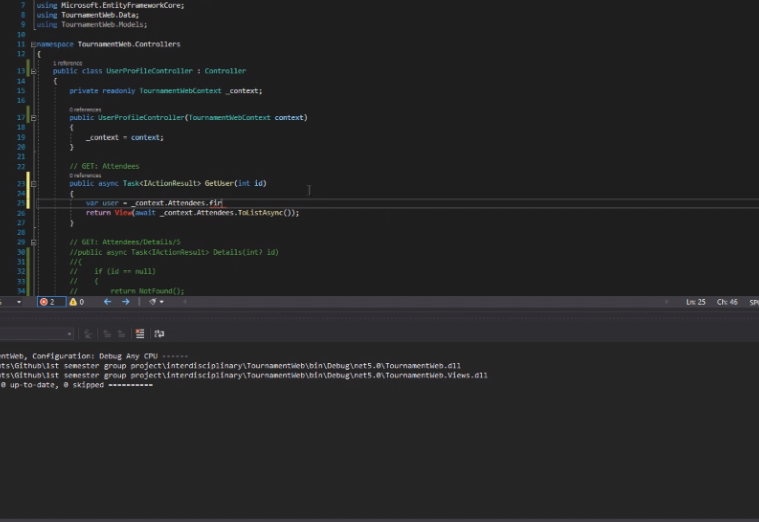 7 using Microsoft.EntityFrameworkCore;
8 using TournamentWeb.Data;
9 using TournamentWeb.Models;
10
11 namespace TournamentWeb.Controllers
12 {
1 reference
13 public class UserProfileController : Controller
14 {
15 private readonly TournamentWebContext _context;
16
0 references
17 public UserProfileController(TournamentWebContext context)
18 {
19 _context = context;
20 }
21
22 // GET: Attendees
0 references
23 public async Task<IActionResult> GetUser(int id)
24 {
25 var user = _context.Attendees.fir
26 return View(await _context.Attendees.ToListAsync());
27 }
28
29 // GET: Attendees/Details/5
30 //public async Task<IActionResult> Details(int? id)
31 //{
32 // if (id == null)
33 // {
34 // return NotFound();
2 0 Ln: 25 Ch: 46 SPC
entWeb, Configuration: Debug Any CPU ------
ts\Github\1st semester group project\interdisciplinary\TournamentWeb\bin\Debug\net5.0\TournamentWeb.dll
ts\Github\1st semester group project\interdisciplinary\TournamentWeb\bin\Debug\net5.0\TournamentWeb.Views.dll
0 up-to-date, 0 skipped ==========